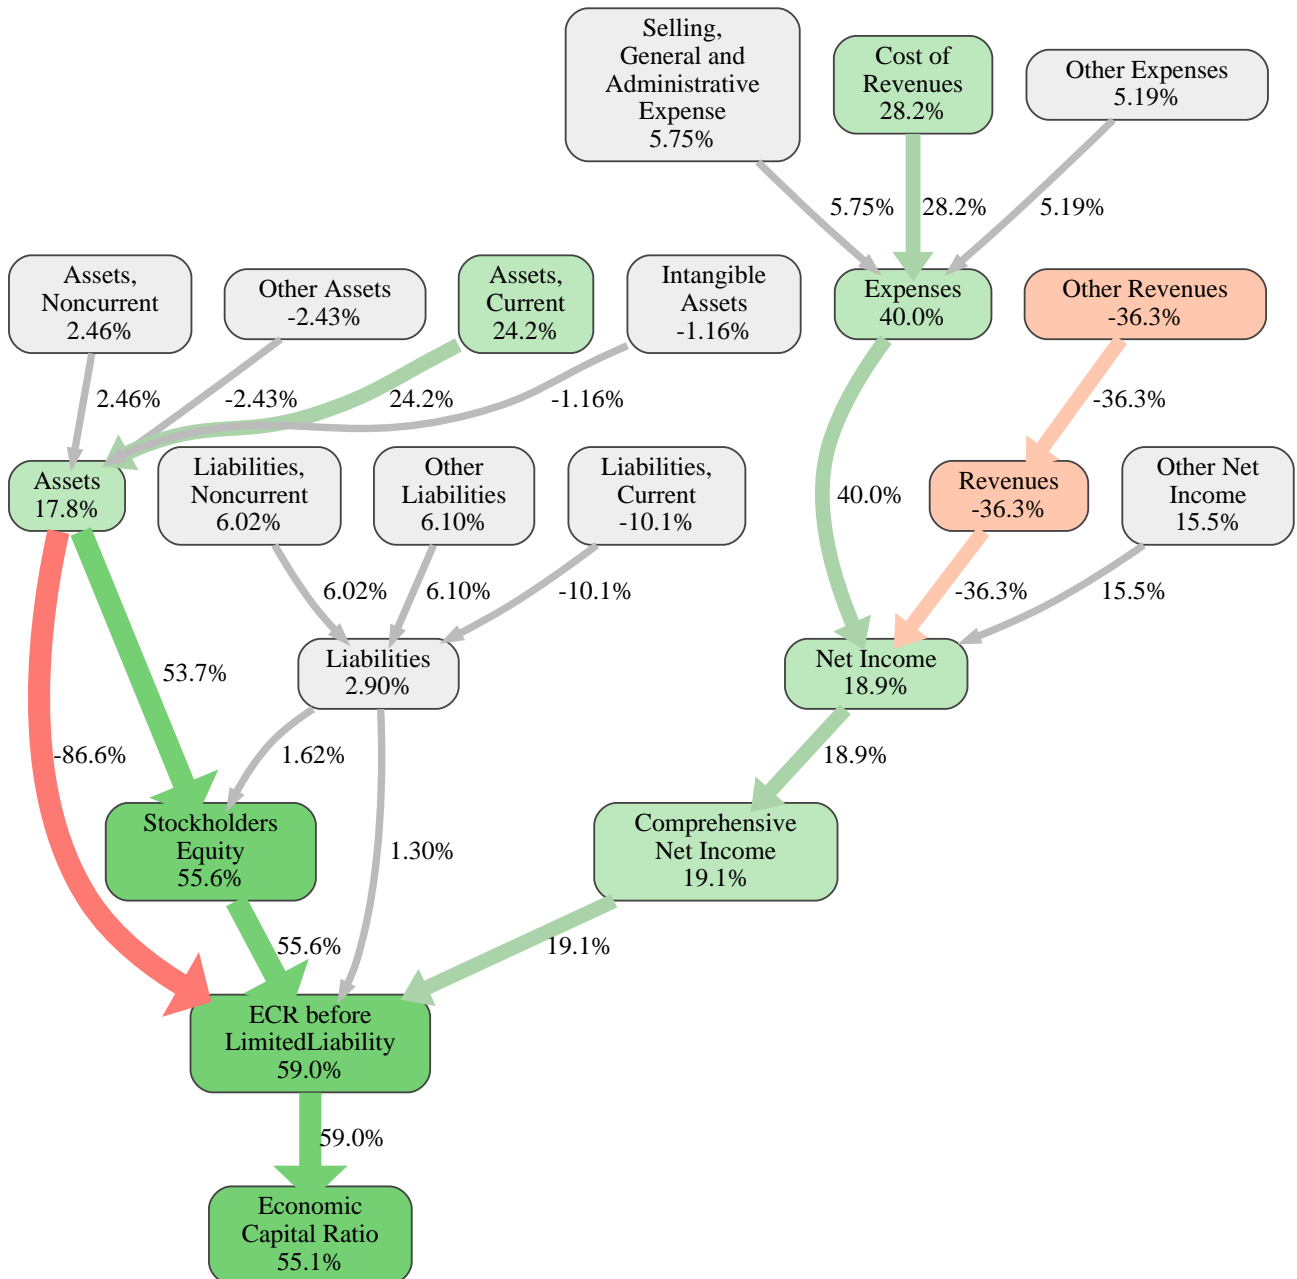 Selling,
General and
Administrative
Expense
5.75%
Cost of
Revenues
28.2%
Other Expenses
5.19%
5.75%
28.2%
5.19%
Assets,
Noncurrent
2.46%
Other Assets
-2.43%
Assets,
Current
24.2%
Intangible
Assets
-1.16%
Expenses
40.0%
Other Revenues
-36.3%
2.46%
-2.43%
24.2%
-1.16%
-36.3%
Assets
17.8%
Liabilities,
Noncurrent
6.02%
Other
Liabilities
6.10%
Liabilities,
Current
-10.1%
40.0%
Revenues
-36.3%
Other Net
Income
15.5%
6.02%
6.10%
-10.1%
-36.3%
15.5%
53.7%
Liabilities
2.90%
Net Income
18.9%
-86.6%
1.62%
18.9%
Stockholders
Equity
55.6%
1.30%
Comprehensive
Net Income
19.1%
55.6%
19.1%
ECR before
LimitedLiability
59.0%
59.0%
Economic
Capital Ratio
55.1%